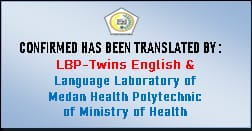 CONFIRMED HAS BEEN TRANSLATED BY :
LBP-Twins English &
Language Laboratory of
Medan Health Polytechnic
of Ministry of Health